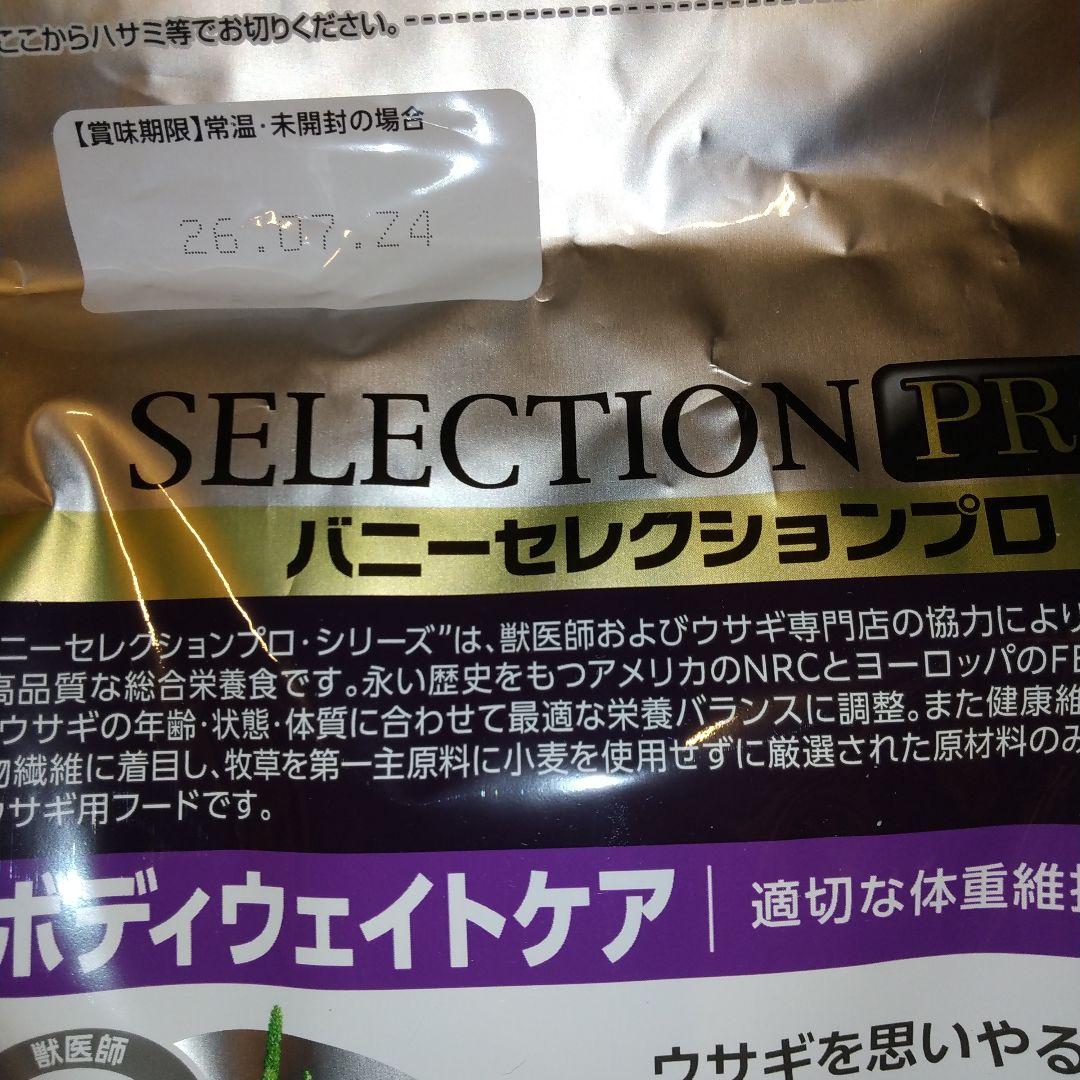 ここからハサミ等でお切りください。
【賞味期限】常温・未開封の場合
26.07.24
SELECTION PR
バニーセレクションプロ
ニーセレクションプロ・シリーズ”は、獣医師およびウサギ専門店の協力により
高品質な総合栄養食です。永い歴史をもつアメリカのNRCとヨーロッパのFE
ウサギの年齢・状態・体質に合わせて最適な栄養バランスに調整。また健康維
物繊維に着目し、牧草を第一主原料に小麦を使用せずに厳選された原材料のみ
ウサギ用フードです。
ボディウェイトケア | 適切な体重維持
獣医師
ウサギを思いやる